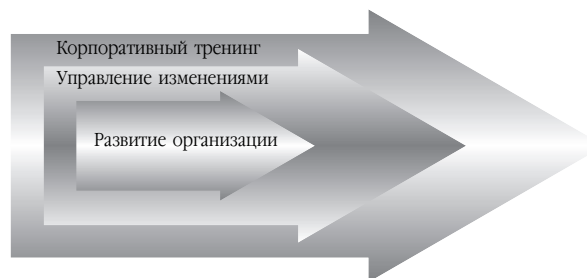 Корпоративный тренинг
Управление изменениями
Развитие организации